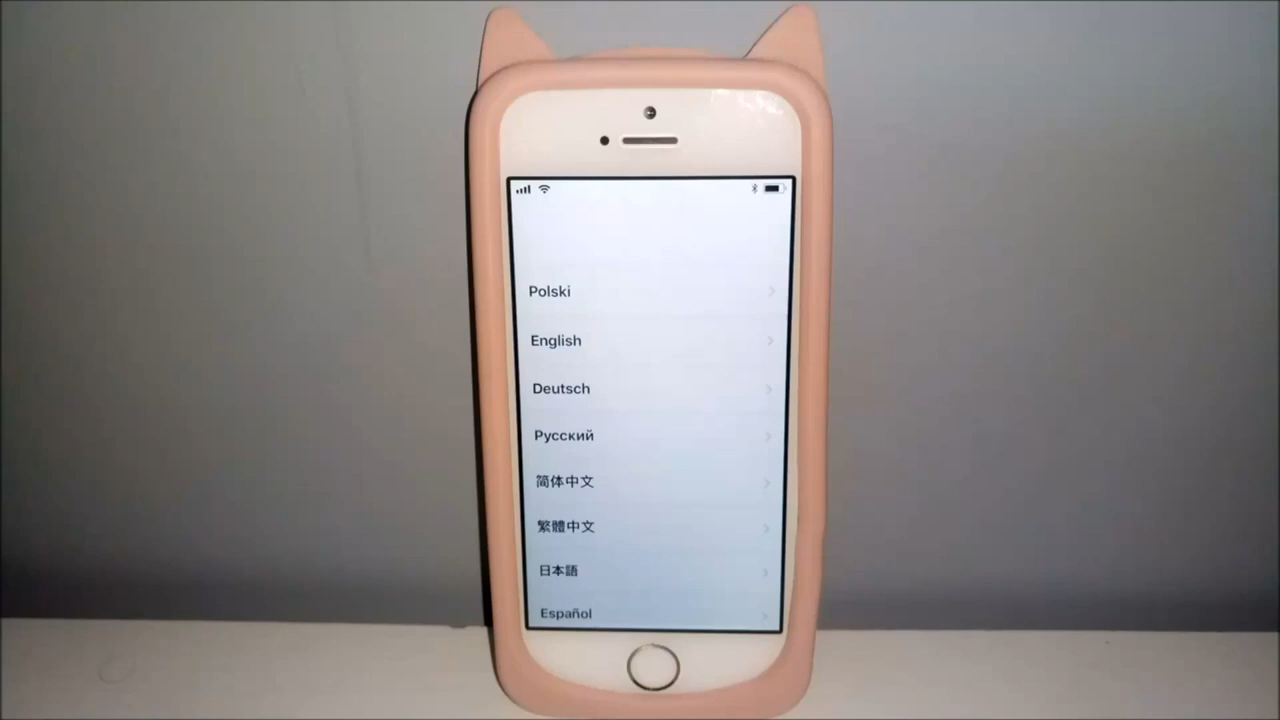 Polski
English
Deutsch
Русский
简体中文
繁體中文
日本語
Español